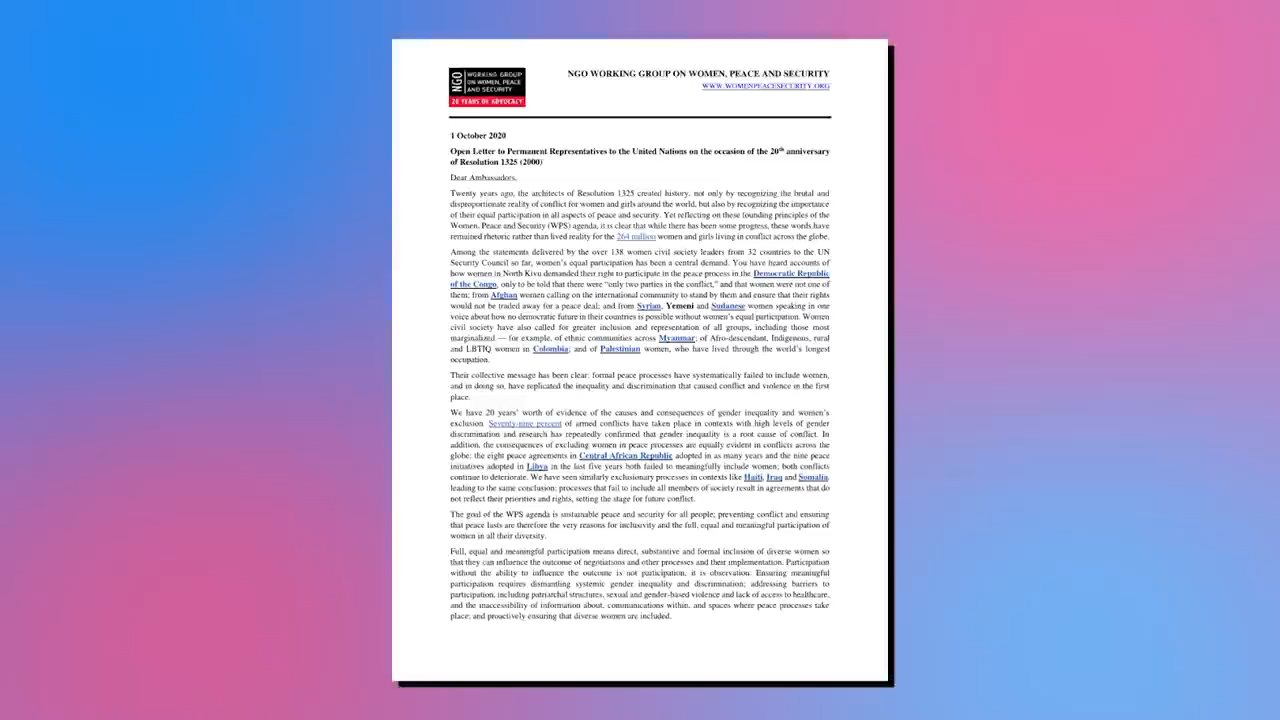 NGO
WORKING GROUP
ON WOMEN, PEACE
AND SECURITY
20 YEARS OF ADVOCACY
NGO WORKING GROUP ON WOMEN, PEACE AND SECURITY
WWW.WOMENPEACESECURITY.ORG
1 October 2020
Open Letter to Permanent Representatives to the United Nations on the occasion of the 20th anniversary
of Resolution 1325 (2000)
Dear Ambassadors,
Twenty years ago, the architects of Resolution 1325 created history, not only by recognizing the brutal and
disproportionate reality of conflict for women and girls around the world, but also by recognizing the importance
of their equal participation in all aspects of peace and security. Yet reflecting on these founding principles of the
Women, Peace and Security (WPS) agenda, it is clear that while there has been some progress, these words have
remained rhetoric rather than lived reality for the 264 million women and girls living in conflict across the globe.
Among the statements delivered by the over 138 women civil society leaders from 32 countries to the UN
Security Council so far, women's equal participation has been a central demand. You have heard accounts of
how women in North Kivu demanded their right to participate in the peace process in the Democratic Republic
of the Congo, only to be told that there were "only two parties in the conflict," and that women were not one of
them; from Afghan women calling on the international community to stand by them and ensure that their rights
would not be traded away for a peace deal; and from Syrian, Yemeni and Sudanese women speaking in one
voice about how no democratic future in their countries is possible without women's equal participation. Women
civil society have also called for greater inclusion and representation of all groups, including those most
marginalized — for example, of ethnic communities across Myanmar; of Afro-descendant, Indigenous, rural
and LBTIQ women in Colombia; and of Palestinian women, who have lived through the world's longest
occupation.
Their collective message has been clear: formal peace processes have systematically failed to include women,
and in doing so, have replicated the inequality and discrimination that caused conflict and violence in the first
place.
We have 20 years' worth of evidence of the causes and consequences of gender inequality and women's
exclusion. Seventy-nine percent of armed conflicts have taken place in contexts with high levels of gender
discrimination and research has repeatedly confirmed that gender inequality is a root cause of conflict. In
addition, the consequences of excluding women in peace processes are equally evident in conflicts across the
globe: the eight peace agreements in Central African Republic adopted in as many years and the nine peace
initiatives adopted in Libya in the last five years both failed to meaningfully include women; both conflicts
continue to deteriorate. We have seen similarly exclusionary processes in contexts like Haiti, Iraq and Somalia,
leading to the same conclusion: processes that fail to include all members of society result in agreements that do
not reflect their priorities and rights, setting the stage for future conflict.
The goal of the WPS agenda is sustainable peace and security for all people; preventing conflict and ensuring
that peace lasts are therefore the very reasons for inclusivity and the full, equal and meaningful participation of
women in all their diversity.
Full, equal and meaningful participation means direct, substantive and formal inclusion of diverse women so
that they can influence the outcome of negotiations and other processes and their implementation. Participation
without the ability to influence the outcome is not participation, it is observation. Ensuring meaningful
participation requires dismantling systemic gender inequality and discrimination; addressing barriers to
participation, including patriarchal structures, sexual and gender-based violence and lack of access to healthcare,
and the inaccessibility of information about, communications within, and spaces where peace processes take
place; and proactively ensuring that diverse women are included.